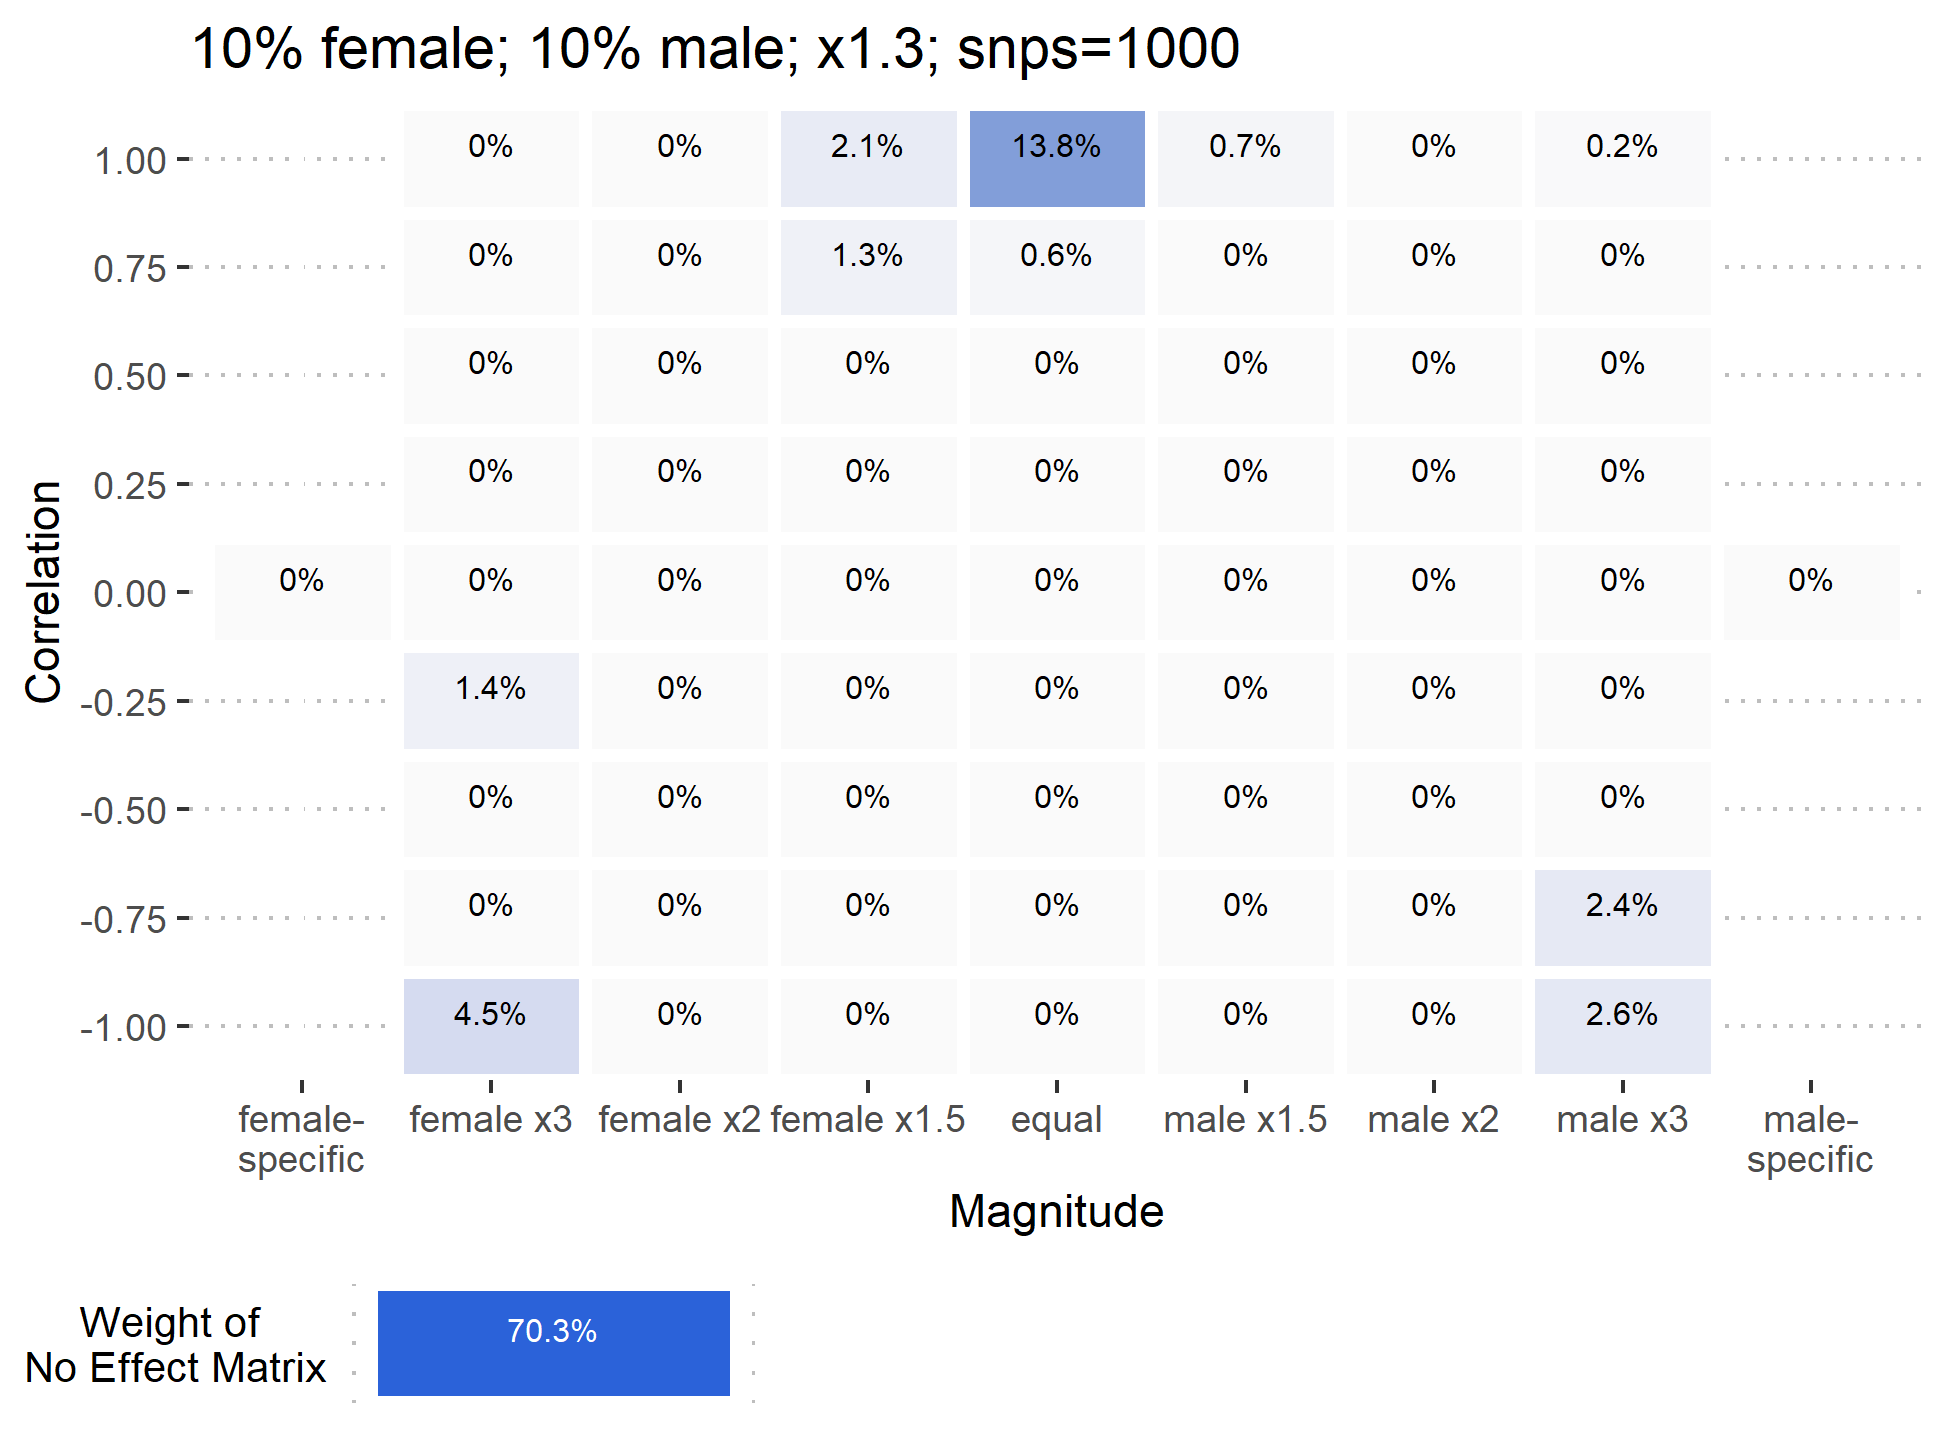 10% female; 10% male; x1.3; snps=1000
Correlation
1.00 0% 0% 2.1% 13.8% 0.7% 0% 0.2%
0.75 0% 0% 1.3% 0.6% 0% 0% 0%
0.50 0% 0% 0% 0% 0% 0% 0%
0.25 0% 0% 0% 0% 0% 0% 0%
0.00 0% 0% 0% 0% 0% 0% 0% 0% 0%
-0.25 1.4% 0% 0% 0% 0% 0% 0%
-0.50 0% 0% 0% 0% 0% 0% 0%
-0.75 0% 0% 0% 0% 0% 0% 2.4%
-1.00 4.5% 0% 0% 0% 0% 0% 2.6%
female- female x3 female x2 female x1.5 equal male x1.5 male x2 male x3 male-
specific specific
Magnitude
Weight of
No Effect Matrix
70.3%